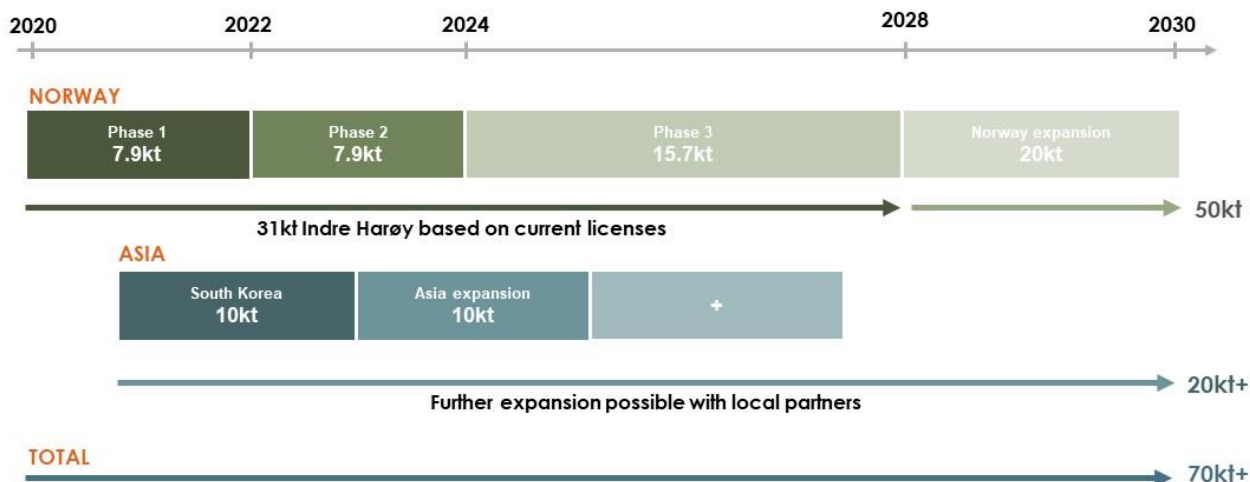 2020 2022 2024 2028 2030
NORWAY
Phase 1 Phase 2 Phase 3 Norway expansion
7.9kt 7.9kt 15.7kt 20kt
50kt
31kt Indre Harøy based on current licenses
ASIA
South Korea Asia expansion +
10kt 10kt
20kt+
Further expansion possible with local partners
TOTAL
70kt+